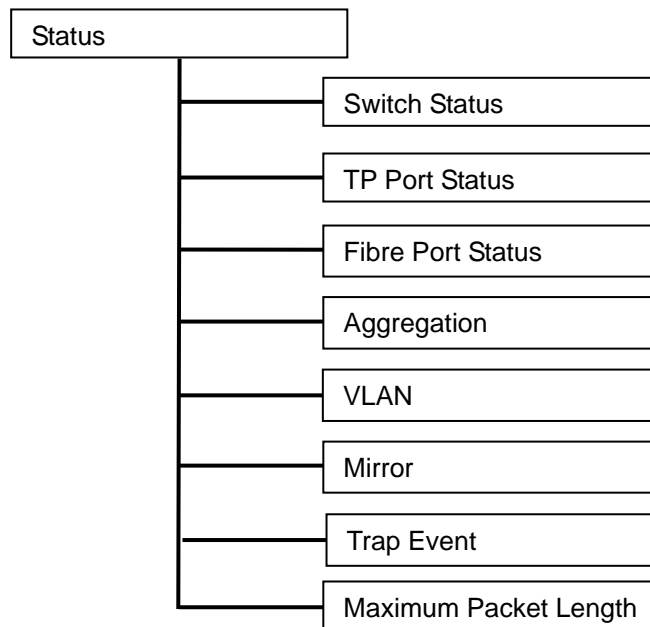 Status
Switch Status
TP Port Status
Fibre Port Status
Aggregation
VLAN
Mirror
Trap Event
Maximum Packet Length